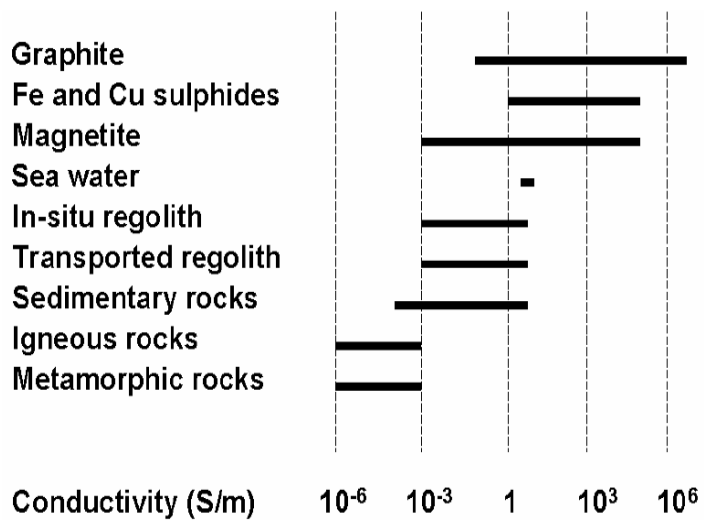 Graphite
Fe and Cu sulphides
Magnetite
Sea water
In-situ regolith
Transported regolith
Sedimentary rocks
Igneous rocks
Metamorphic rocks
Conductivity (S/m) 10⁻⁶ 10⁻³ 1 10³ 10⁶